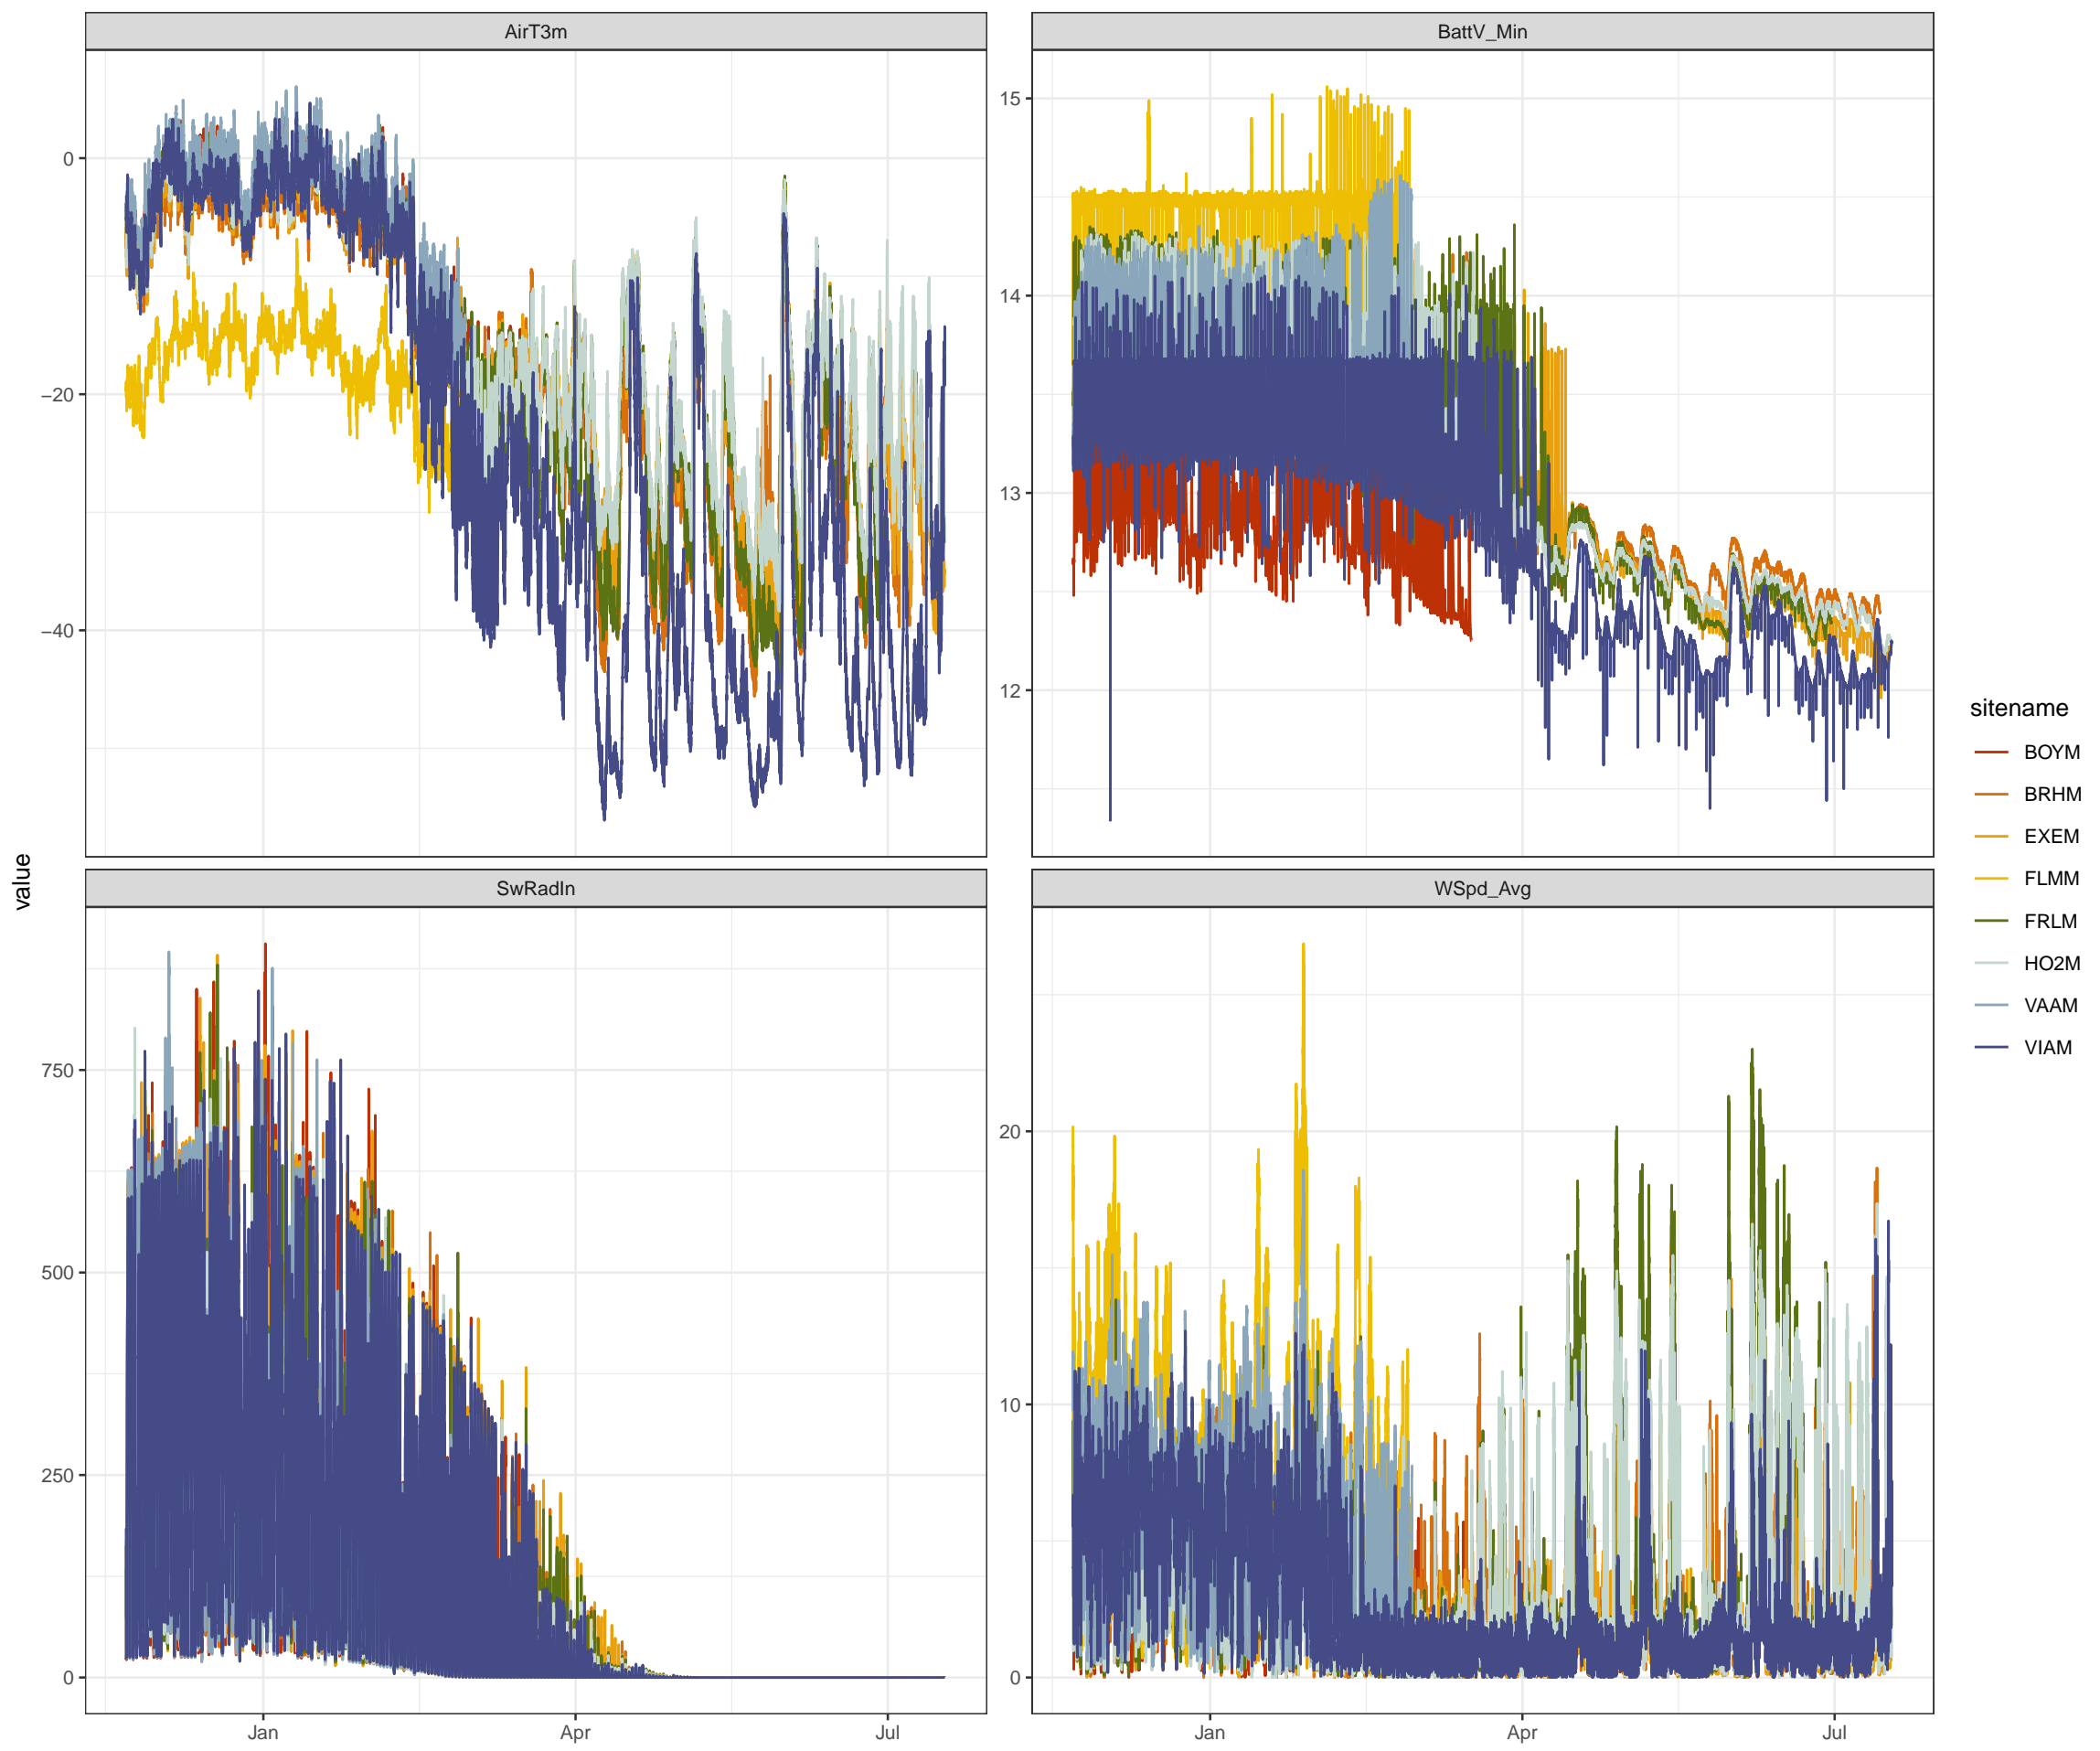 AirT3m
BattV_Min
0
−20
−40
15
14
13
12
SwRadIn
WSpd_Avg
750
500
250
0
20
10
0
Jan
Apr
Jul
Jan
Apr
Jul
value
sitename
BOYM
BRHM
EXEM
FLMM
FRLM
HO2M
VAAM
VIAM